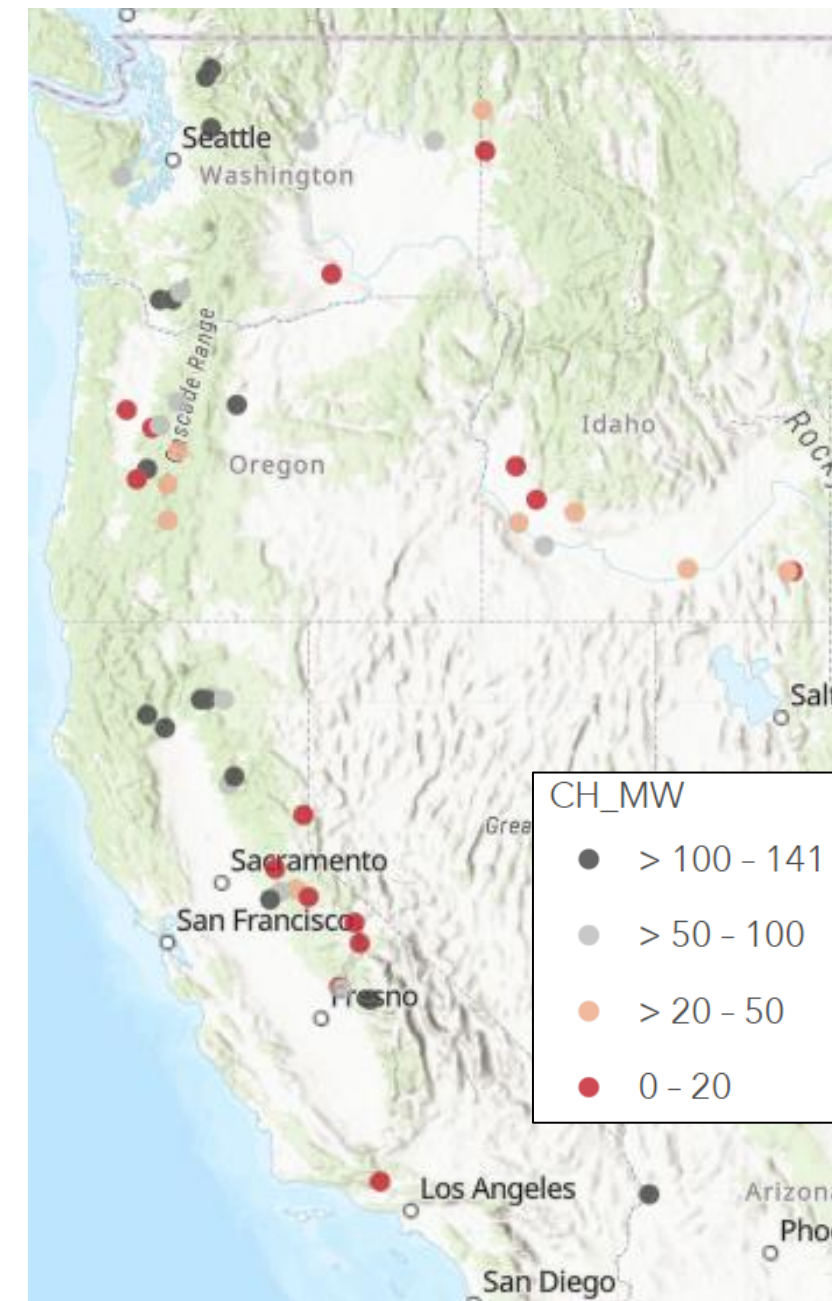 Seattle
Washington
Cascade Range
Oregon
Idaho
ROCKY
Salt
Grea
Sacramento
San Francisco
Fresno
Los Angeles
Arizona
Pho
San Diego
CH_MW
> 100 – 141
> 50 – 100
> 20 – 50
0 – 20